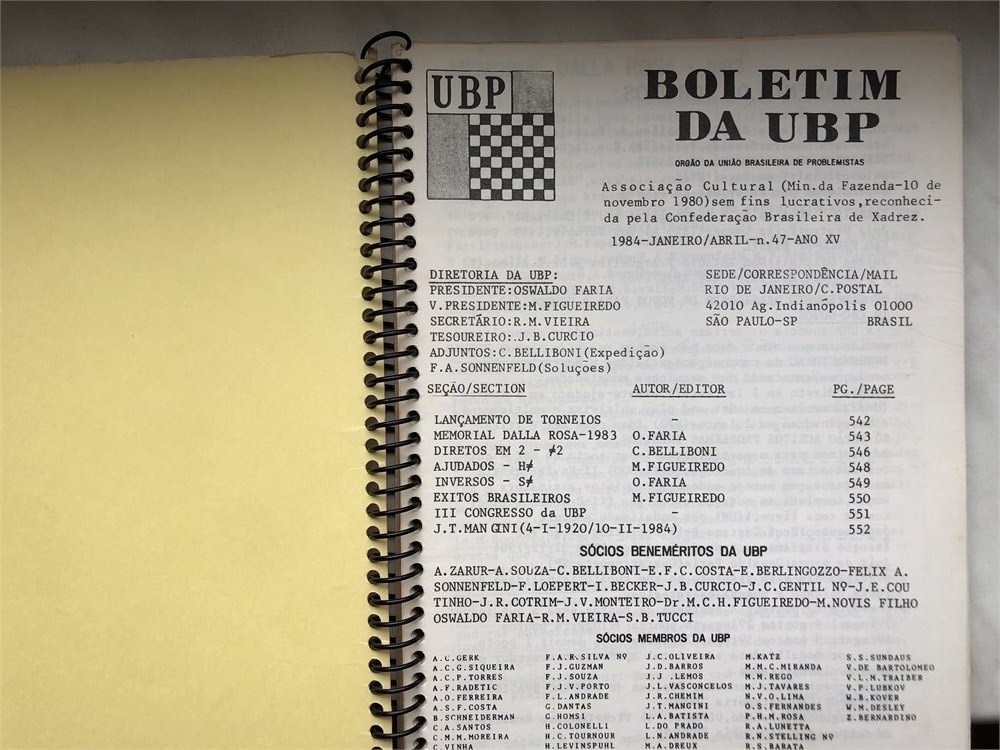 UBP
BOLETIM
DA UBP
ORGÃO DA UNIÃO BRASILEIRA DE PROBLEMISTAS
Associação Cultural (Min.da Fazenda-10 de
novembro 1980)sem fins lucrativos,reconheci-
da pela Confederação Brasileira de Xadrez.
1984-JANEIRO/ABRIL-n.47-ANO XV
DIRETORIA DA UBP: SEDE/CORRESPONDÊNCIA/MAIL
PRESIDENTE:OSWALDO FARIA RIO DE JANEIRO/C.POSTAL
V.PRESIDENTE:M.FIGUEIREDO 42010 Ag.Indianópolis 01000
SECRETÁRIO:R.M.VIEIRA SÃO PAULO-SP BRASIL
TESOUREIRO:.J.B.CURCIO
ADJUNTOS:C.BELLIBONI(Expedição)
F.A.SONNENFELD(Soluções)
SEÇÃO/SECTION AUTOR/EDITOR PG./PAGE
LANÇAMENTO DE TORNEIOS - 542
MEMORIAL DALLA ROSA-1983 O.FARIA 543
DIRETOS EM 2 - ≠2 C.BELLIBONI 546
AJUDADOS - H≠ M.FIGUEIREDO 548
INVERSOS - S≠ O.FARIA 549
EXITOS BRASILEIROS M.FIGUEIREDO 550
III CONGRESSO da UBP - 551
J.T.MANGINI(4-I-1920/10-II-1984) 552
SÓCIOS BENEMÉRITOS DA UBP
A.ZARUR-A.SOUZA-C.BELLIBONI-E.F.C.COSTA-E.BERLINGOZZO-FELIX A.
SONNENFELD-F.LOEPERT-I.BECKER-J.B.CURCIO-J.C.GENTIL Nº-J.E.COU
TINHO-J.R.COTRIM-J.V.MONTEIRO-Dr.M.C.H.FIGUEIREDO-M.NOVIS FILHO
OSWALDO FARIA-R.M.VIEIRA-S.B.TUCCI
SÓCIOS MEMBROS DA UBP
A.C.GERK F.A.R.SILVA Nº J.C.OLIVEIRA M.KATZ S.S.SUNDAUS
A.C.G.SIQUEIRA F.J.GUZMAN J.D.BARROS M.M.C.MIRANDA V.DE BARTOLOMEO
A.C.P.TORRES F.J.SOUZA J.J .LEMOS M.M.REGO V.L.M.TRAIBER
A.F.RADETIC F.J.V.PORTO J.L.VASCONCELOS M.J.TAVARES V.P.LUBKOV
A.O.FERREIRA F.L.ANDRADE J.R.CHEMIM N.V.O.LIMA W.B.KOVER
A.S.F.COSTA G.DANTAS J.T.MANGINI O.S.FERNANDES W.M.DESLEY
B.SCHNEIDERMAN G.HOMSI L.A.BATISTA P.H.M.ROSA Z.BERNARDINO
C.A.SANTOS H.COLONELLI L.DO PRADO R.A.LUNETTA
C.M.M.MOREIRA H.C.TOURNOUR L.N.ANDRADE R.N.STELLING Nº
C.VINHA H.LEVINSPUHL M.A.DREUX R.S.BARATA